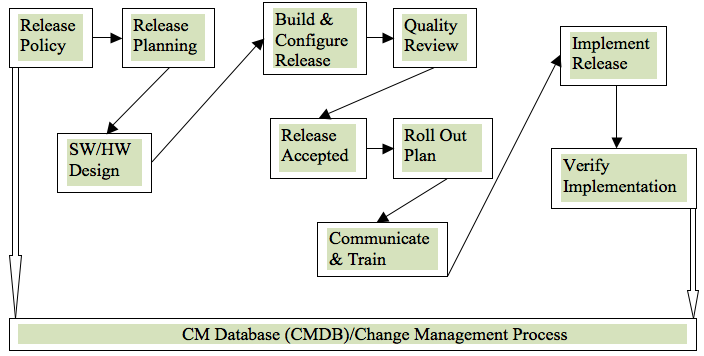 Release
Policy
Release
Planning
SW/HW
Design
Build &
Configure
Release
Quality
Review
Release
Accepted
Roll Out
Plan
Communicate
& Train
Implement
Release
Verify
Implementation
CM Database (CMDB)/Change Management Process